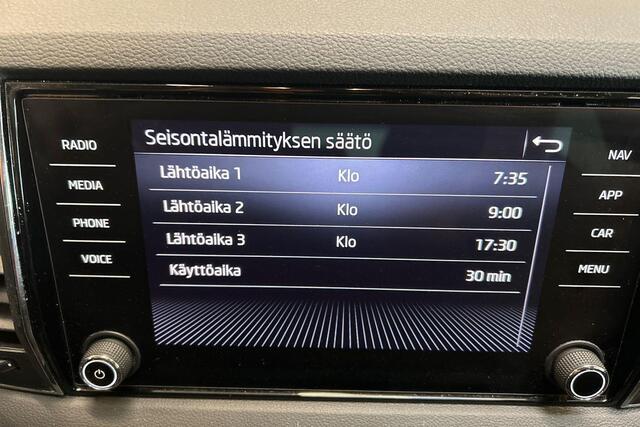 Seisontalämmityksen säätö
Lähtöaika 1 Klo 7:35
Lähtöaika 2 Klo 9:00
Lähtöaika 3 Klo 17:30
Käyttöaika 30 min
RADIO
MEDIA
PHONE
VOICE
NAV
APP
CAR
MENU